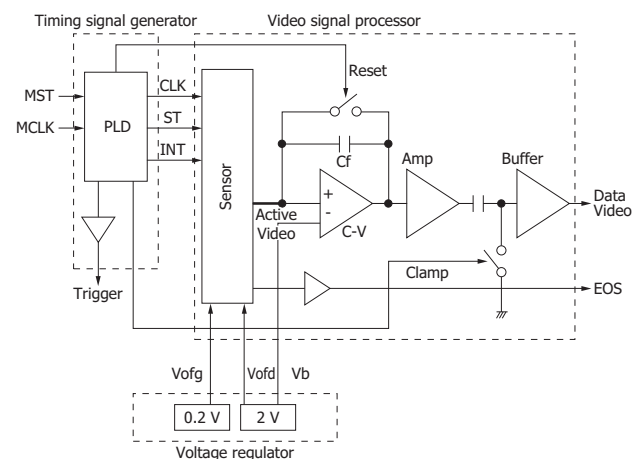 Timing signal generator
Video signal processor
MST
MCLK
PLD
CLK
ST
INT
Sensor
Reset
Cf
Amp
Buffer
+
-
C-V
Active
Video
Clamp
Data
Video
EOS
Trigger
Vofg
Vofd
Vb
0.2 V
2 V
Voltage regulator